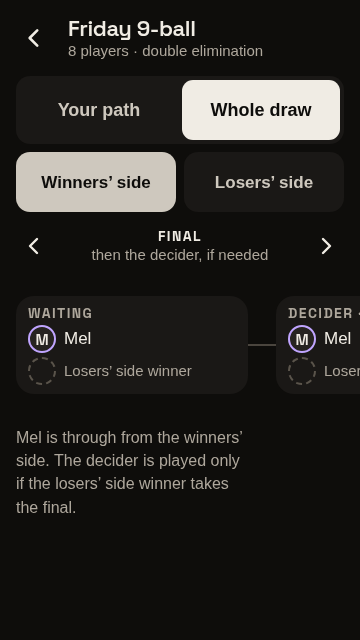 Friday 9-ball
8 players · double elimination
Your path
Whole draw
Winners’ side
Losers’ side
FINAL
then the decider, if needed
WAITING
M Mel
Losers’ side winner
DECIDER
M Mel
Mel is through from the winners’
side. The decider is played only
if the losers’ side winner takes
the final.